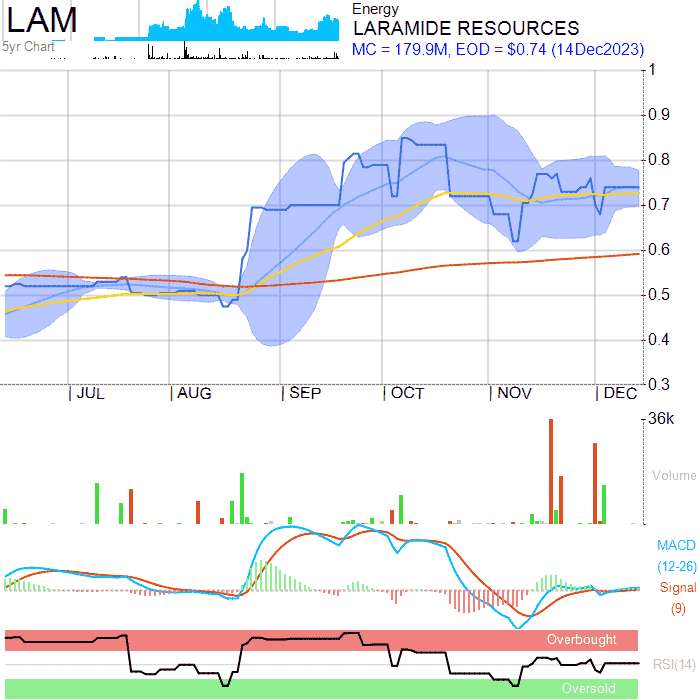 LAM
5yr Chart
Energy
LARAMIDE RESOURCES
MC = 179.9M, EOD = $0.74 (14Dec2023)
1
0.9
0.8
0.7
0.6
0.5
0.4
0.3
JUL AUG SEP OCT NOV DEC
36k
Volume
MACD
(12-26)
Signal
(9)
Overbought
RSI(14)
Oversold